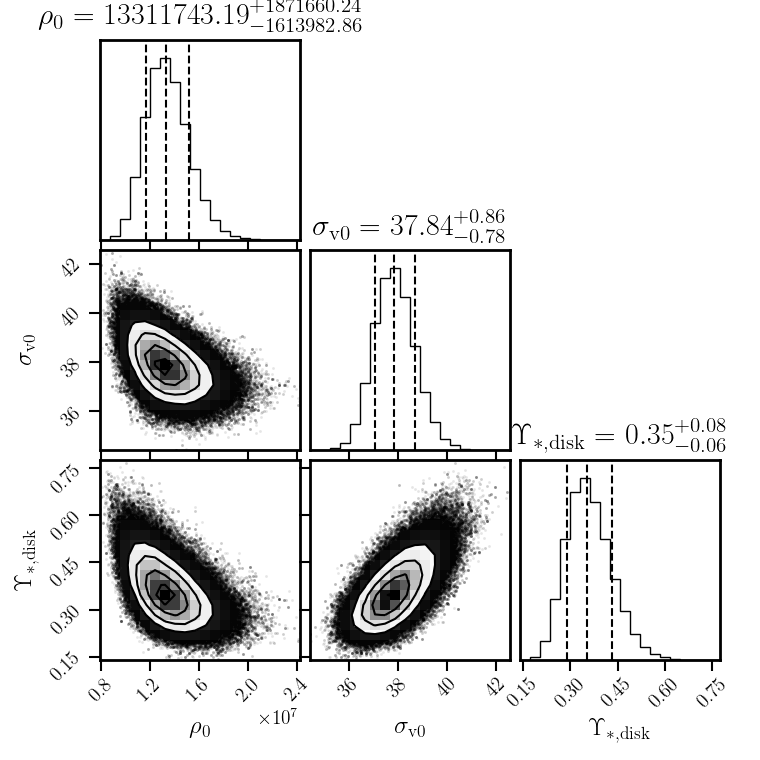 ρ₀ = 13311743.19⁺¹⁸⁷¹⁶⁶⁰·²⁴₋₁₆₁₃₉₈₂.₈₆
σᵥ₀ = 37.84⁺⁰·⁸⁶₋₀.₇₈
42
40
38
36
σᵥ₀
ϒ*,disk = 0.35⁺⁰·⁰⁸₋₀.₀₆
0.75
0.60
0.45
0.30
0.15
ϒ*,disk
0.8 1.2 1.6 2.0 2.4
×10⁷
ρ₀
36 38 40 42
σᵥ₀
0.15 0.30 0.45 0.60 0.75
ϒ*,disk